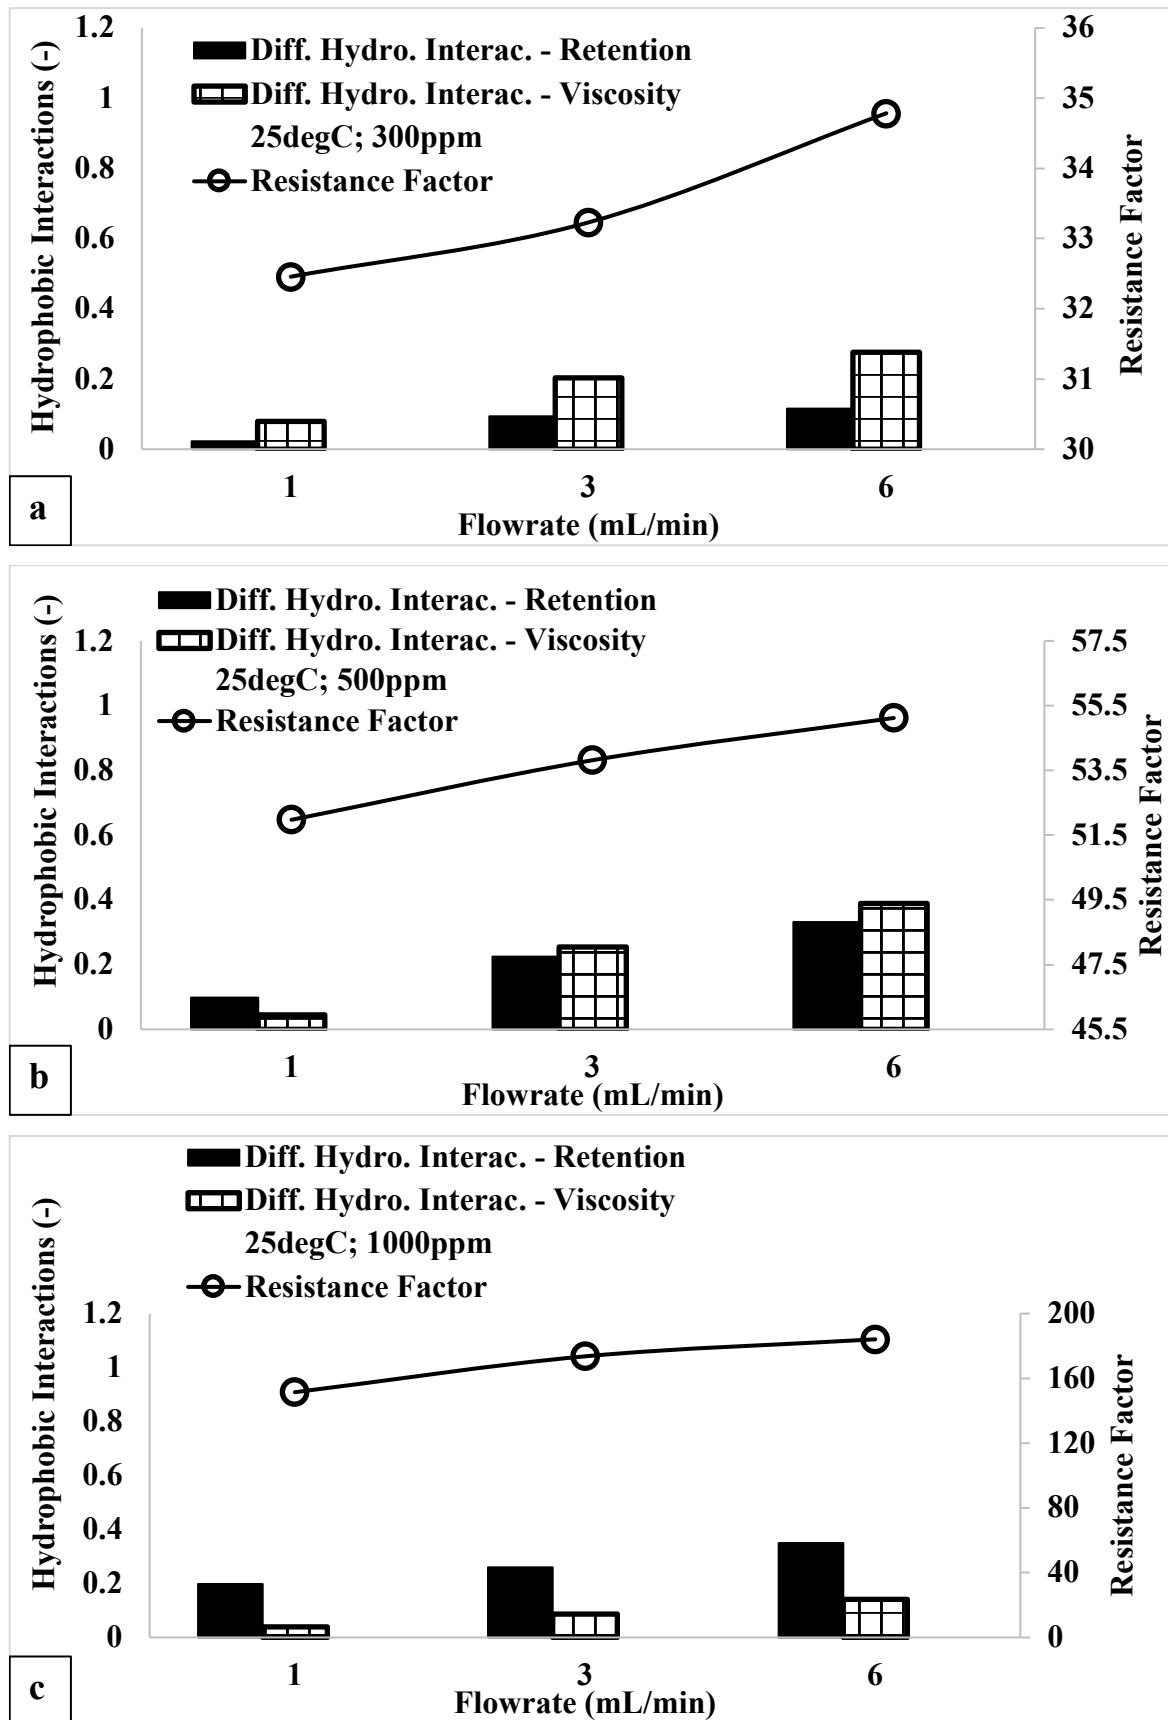 Hydrophobic Interactions (-)
1.2
1
0.8
0.6
0.4
0.2
0
Diff. Hydro. Interac. - Retention
Diff. Hydro. Interac. - Viscosity
25degC; 300ppm
Resistance Factor
36
35
34
33
32
31
30
Resistance Factor
1 3 6
Flowrate (mL/min)
a
Hydrophobic Interactions (-)
1.2
1
0.8
0.6
0.4
0.2
0
Diff. Hydro. Interac. - Retention
Diff. Hydro. Interac. - Viscosity
25degC; 500ppm
Resistance Factor
57.5
55.5
53.5
51.5
49.5
47.5
45.5
Resistance Factor
1 3 6
Flowrate (mL/min)
b
Hydrophobic Interactions (-)
1.2
1
0.8
0.6
0.4
0.2
0
Diff. Hydro. Interac. - Retention
Diff. Hydro. Interac. - Viscosity
25degC; 1000ppm
Resistance Factor
200
160
120
80
40
0
Resistance Factor
1 3 6
Flowrate (mL/min)
c